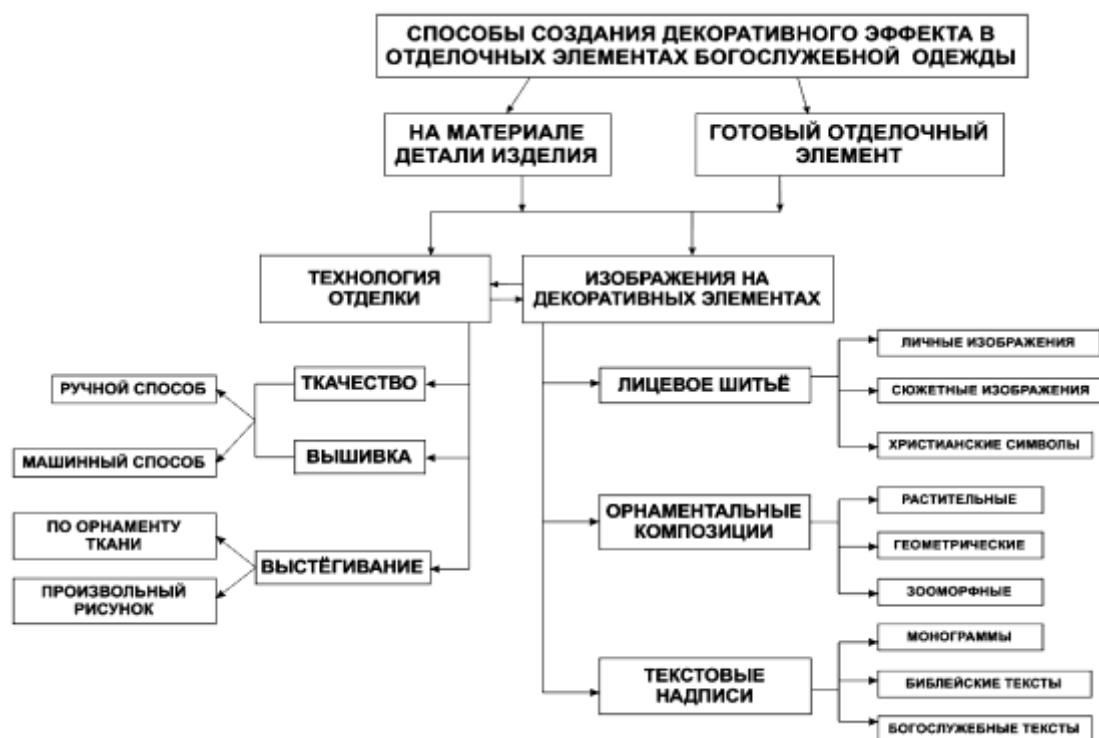 СПОСОБЫ СОЗДАНИЯ ДЕКОРАТИВНОГО ЭФФЕКТА В
ОТДЕЛОЧНЫХ ЭЛЕМЕНТАХ БОГОСЛУЖЕБНОЙ ОДЕЖДЫ
НА МАТЕРИАЛЕ
ДЕТАЛИ ИЗДЕЛИЯ
ГОТОВЫЙ ОТДЕЛОЧНЫЙ
ЭЛЕМЕНТ
ТЕХНОЛОГИЯ
ОТДЕЛКИ
ИЗОБРАЖЕНИЯ НА
ДЕКОРАТИВНЫХ ЭЛЕМЕНТАХ
ТКАЧЕСТВО
ВЫШИВКА
РУЧНОЙ СПОСОБ
МАШИННЫЙ СПОСОБ
ВЫСТЁГИВАНИЕ
ПО ОРНАМЕНТУ
ТКАНИ
ПРОИЗВОЛЬНЫЙ
РИСУНОК
ЛИЦЕВОЕ ШИТЬЁ
ЛИЧНЫЕ ИЗОБРАЖЕНИЯ
СЮЖЕТНЫЕ ИЗОБРАЖЕНИЯ
ХРИСТИАНСКИЕ СИМВОЛЫ
ОРНАМЕНТАЛЬНЫЕ
КОМПОЗИЦИИ
РАСТИТЕЛЬНЫЕ
ГЕОМЕТРИЧЕСКИЕ
ЗООМОРФНЫЕ
ТЕКСТОВЫЕ
НАДПИСИ
МОНОГРАММЫ
БИБЛЕЙСКИЕ ТЕКСТЫ
БОГОСЛУЖЕБНЫЕ ТЕКСТЫ